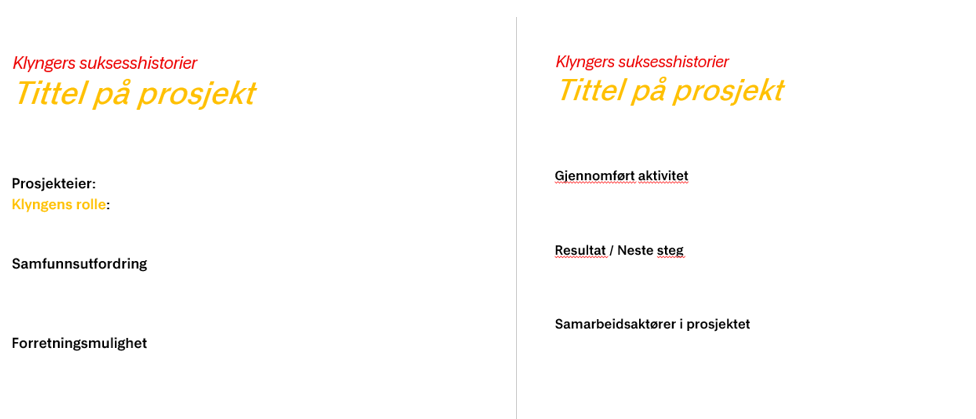 Klyngers suksesshistorier
Tittel på prosjekt
Prosjekteier:
Klyngens rolle:
Samfunnsutfordring
Forretningsmulighet
Klyngers suksesshistorier
Tittel på prosjekt
Gjennomført aktivitet
Resultat / Neste steg
Samarbeidsaktører i prosjektet